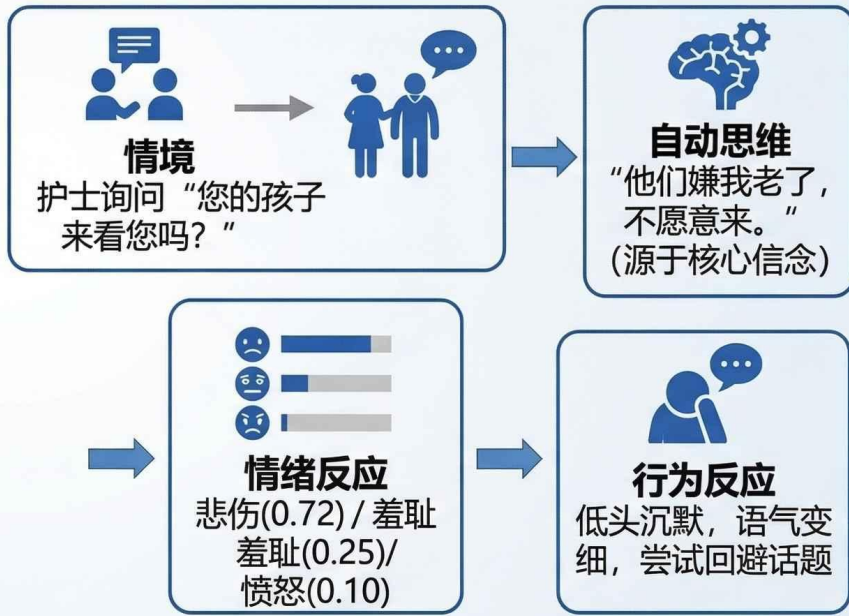 情境
护士询问“您的孩子
来看您吗？”
自动思维
“他们嫌我老了，
不愿意来。”
（源于核心信念）
情绪反应
悲伤(0.72) / 羞耻
羞耻(0.25)/
愤怒(0.10)
行为反应
低头沉默，语气变
细，尝试回避话题